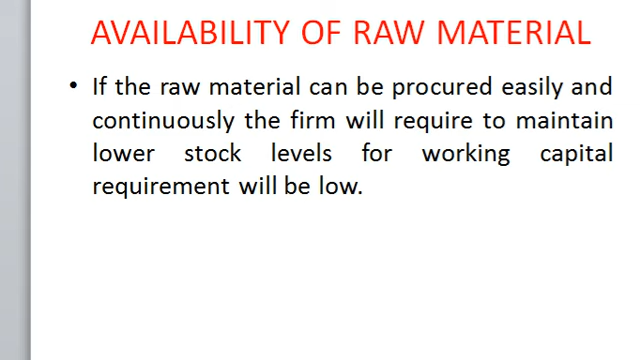 AVAILABILITY OF RAW MATERIAL
• If the raw material can be procured easily and
continuously the firm will require to maintain
lower stock levels for working capital
requirement will be low.